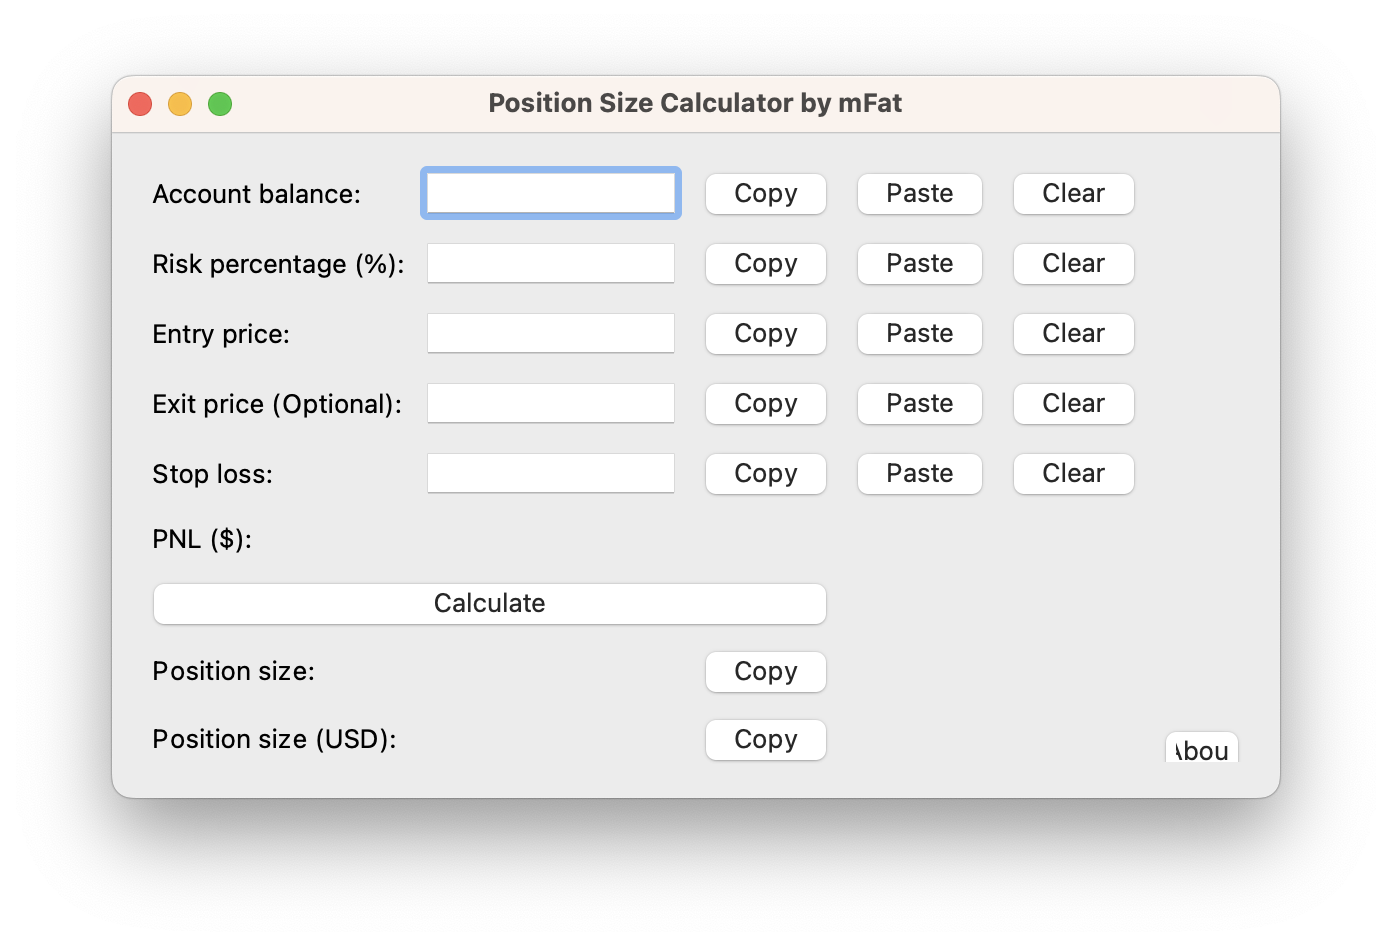 Position Size Calculator by mFat
Account balance: Copy Paste Clear
Risk percentage (%): Copy Paste Clear
Entry price: Copy Paste Clear
Exit price (Optional): Copy Paste Clear
Stop loss: Copy Paste Clear
PNL ($):
Calculate
Position size: Copy
Position size (USD): Copy
Abou